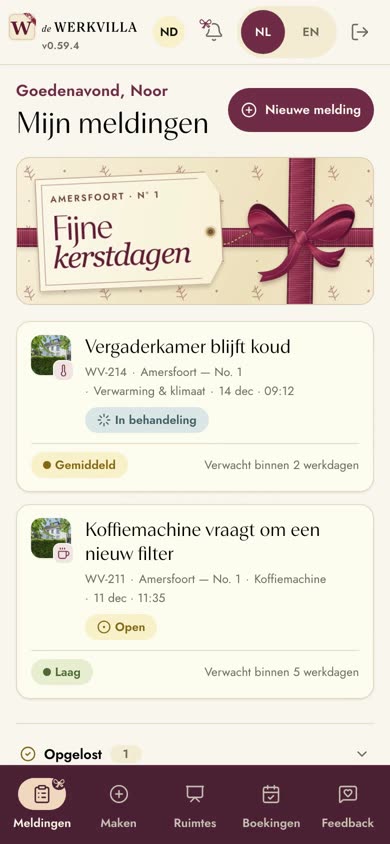 W de WERKVILLA
v0.59.4
ND
NL
EN
Goedenavond, Noor
Mijn meldingen
Nieuwe melding
AMERSFOORT · N° 1
Fijne
kerstdagen
Vergaderkamer blijft koud
WV-214 · Amersfoort — No. 1
· Verwarming & klimaat · 14 dec · 09:12
In behandeling
Gemiddeld
Verwacht binnen 2 werkdagen
Koffiemachine vraagt om een
nieuw filter
WV-211 · Amersfoort — No. 1 · Koffiemachine
· 11 dec · 11:35
Open
Laag
Verwacht binnen 5 werkdagen
Opgelost 1
Meldingen
Maken
Ruimtes
Boekingen
Feedback